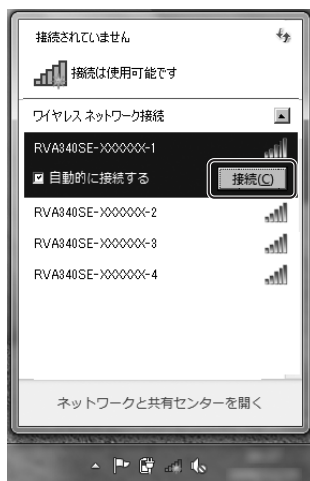 接続されていません
接続は使用可能です
ワイヤレス ネットワーク接続
RVA340SE-XXXXXX-1
自動的に接続する
接続(C)
RVA340SE-XXXXXX-2
RVA340SE-XXXXXX-3
RVA340SE-XXXXXX-4
ネットワークと共有センターを開く